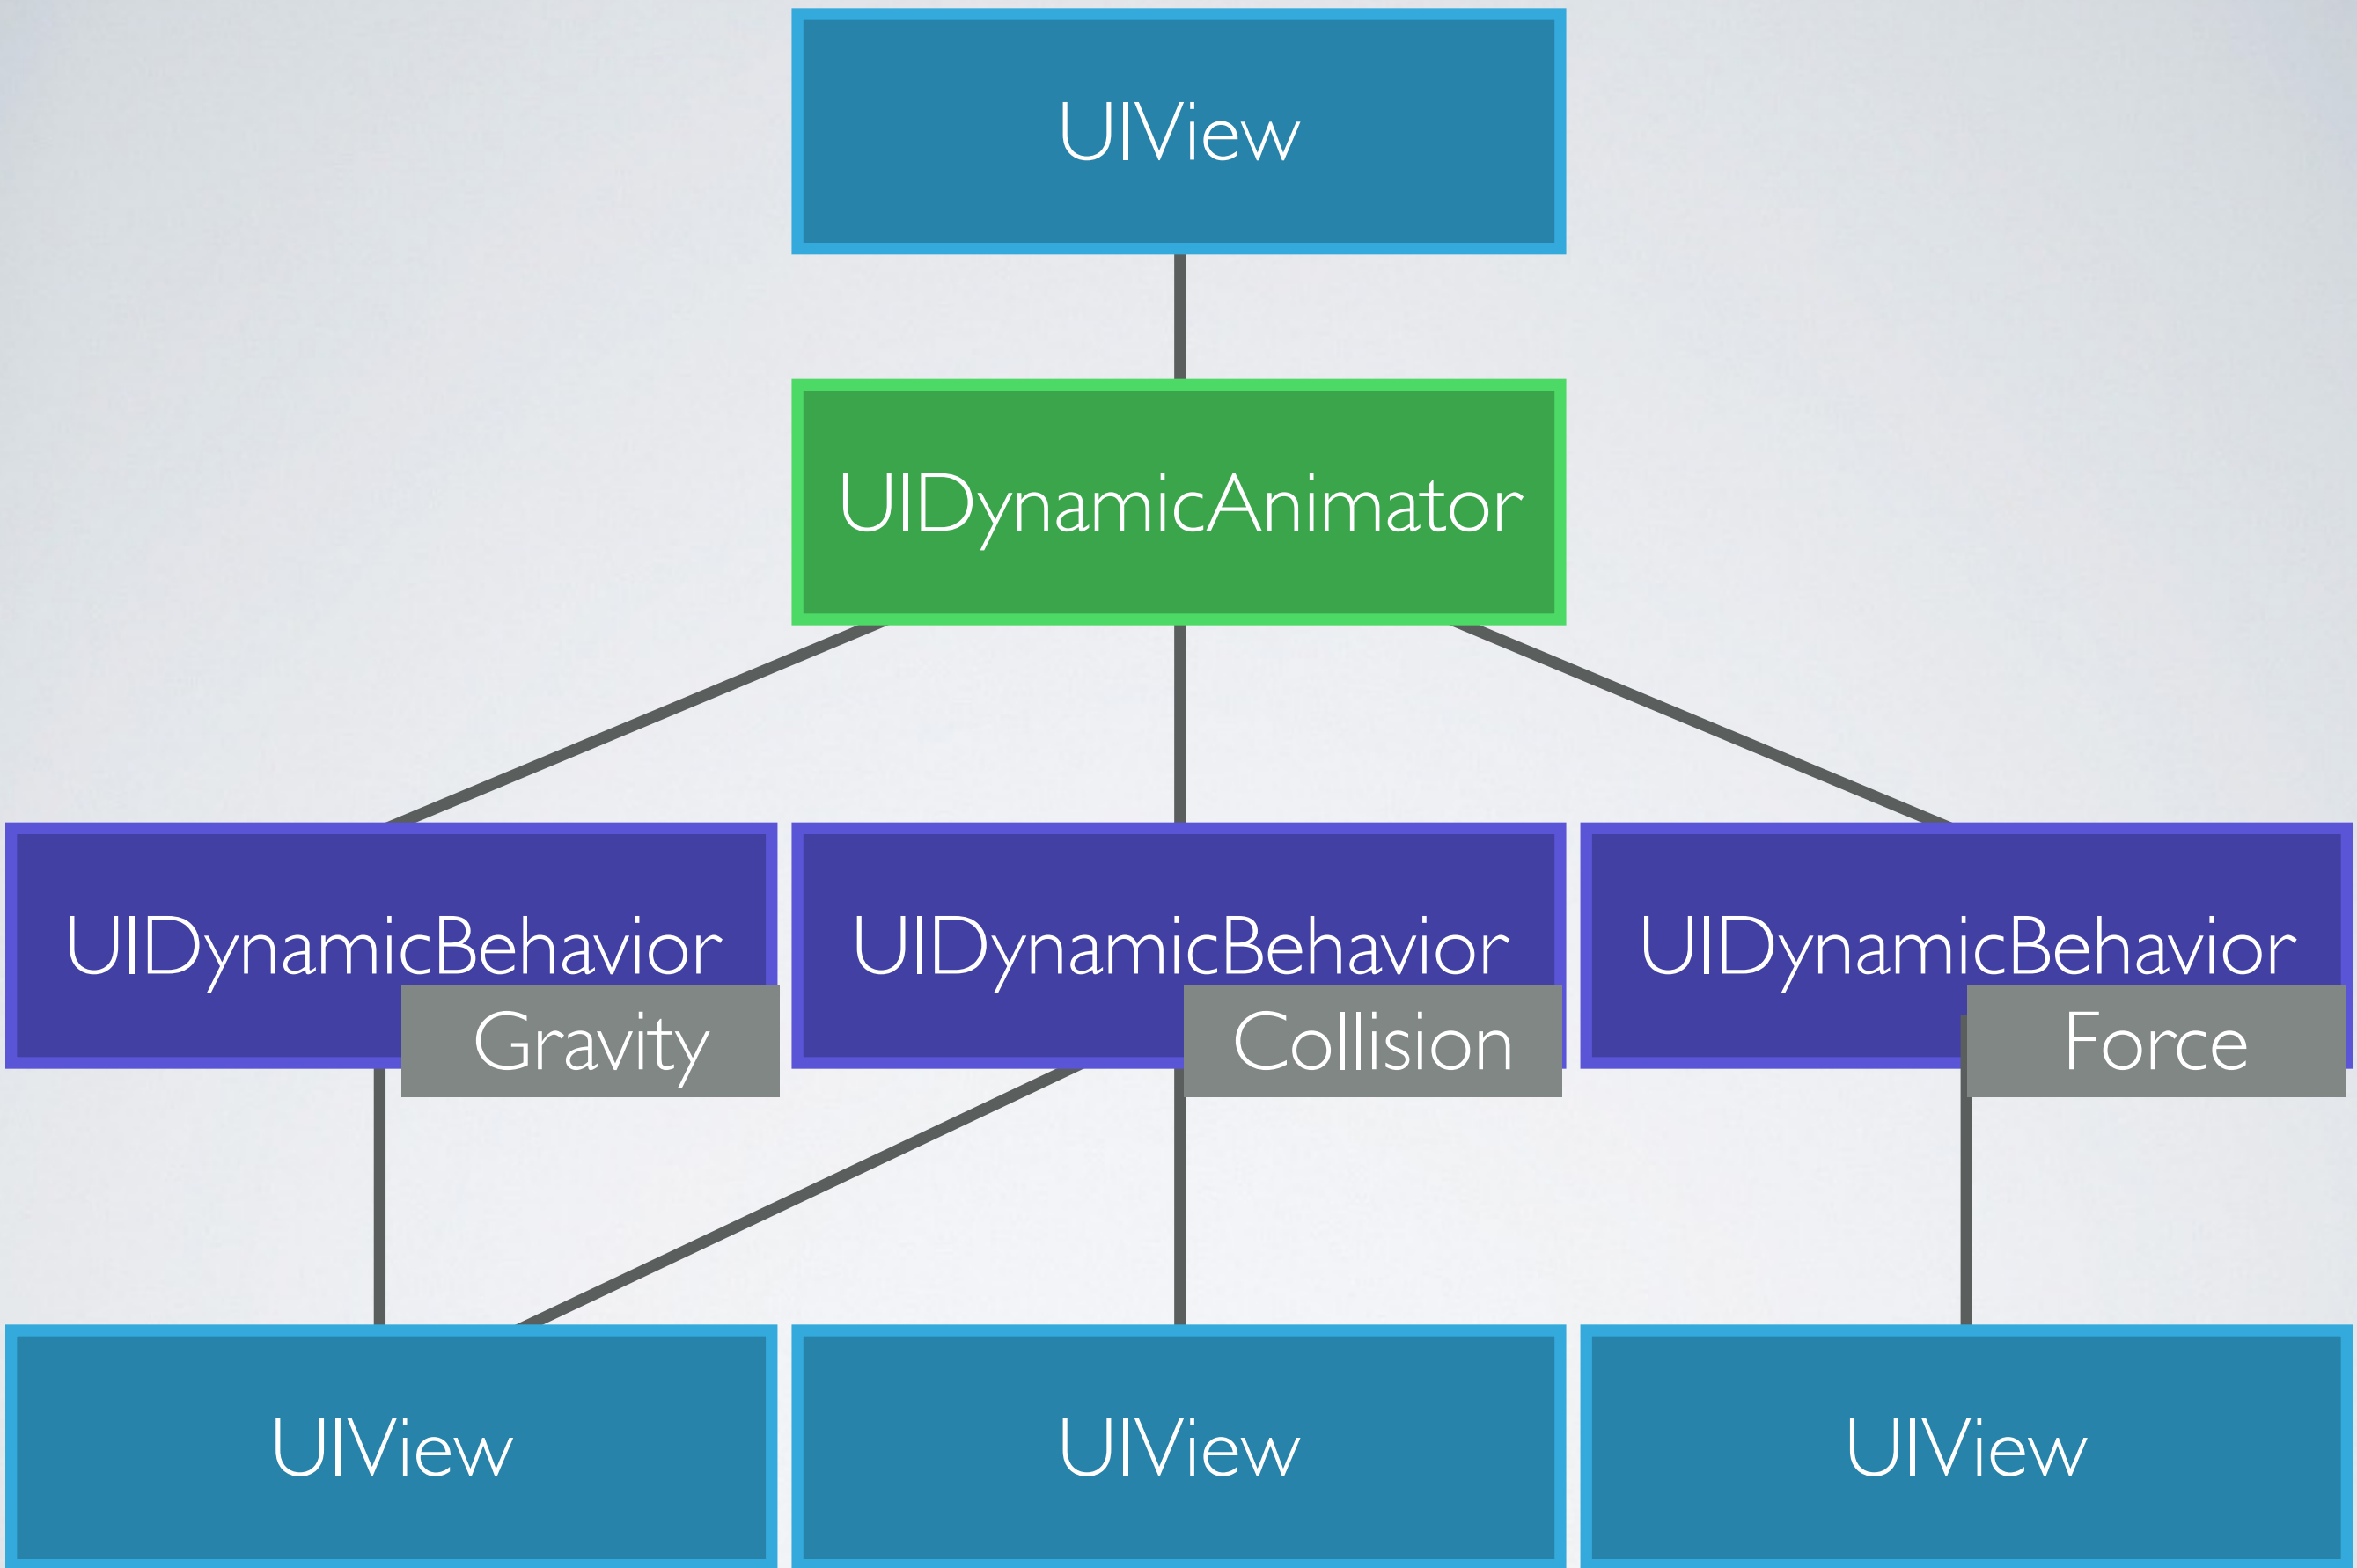 UIView
UIDynamicAnimator
UIDynamicBehavior
Gravity
UIDynamicBehavior
Collision
UIDynamicBehavior
Force
UIView
UIView
UIView